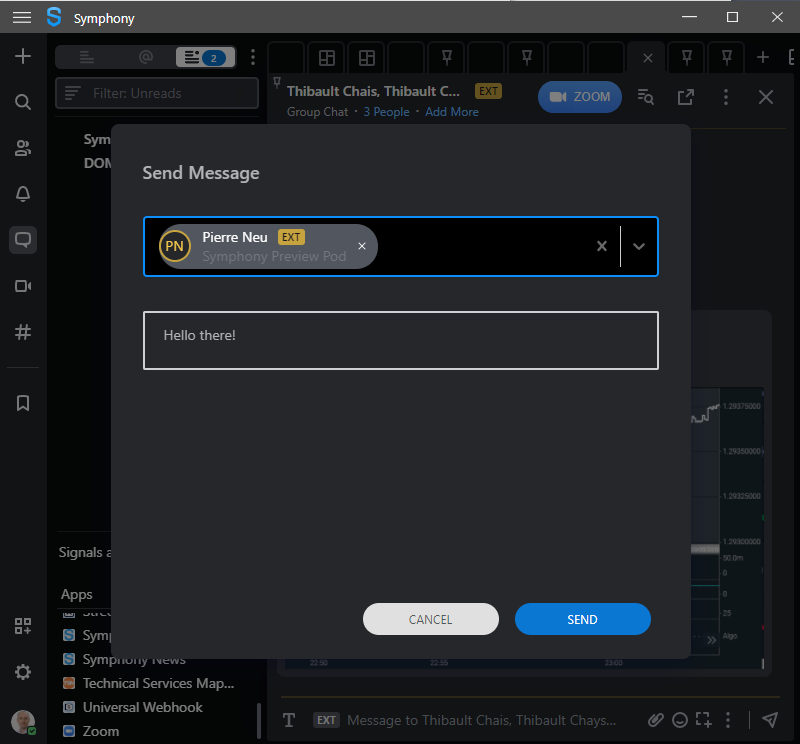 Symphony
2
Filter: Unreads
Sym
DOM
Thibault Chais, Thibault C... EXT
Group Chat · 3 People · Add More
ZOOM
Send Message
PN
Pierre Neu EXT
Symphony Preview Pod
Hello there!
CANCEL
SEND
1.29375000
1.29350000
1.29325000
1.29300000
50.0m
0
0
25
Algo
22:50
22:55
23:00
Signals a
Apps
Symp
Symphony News
Technical Services Map...
Universal Webhook
Zoom
T
EXT Message to Thibault Chais, Thibault Chays...